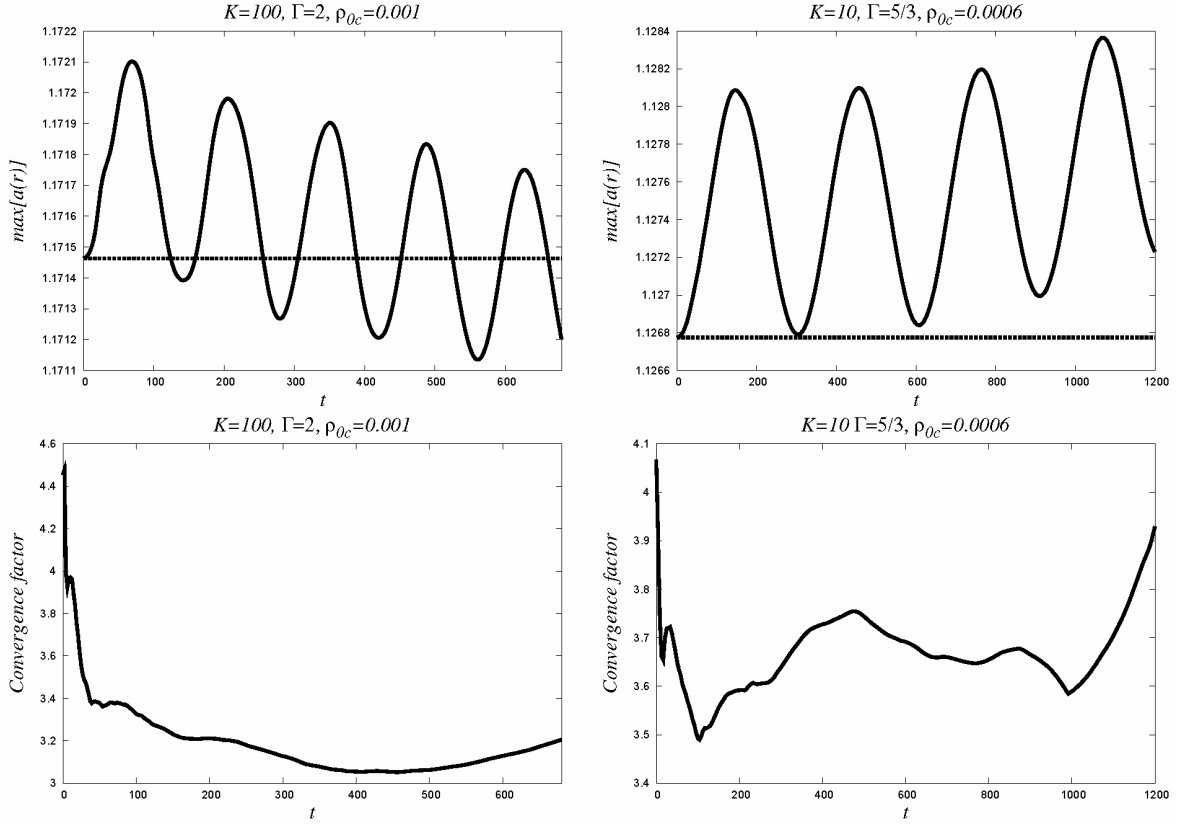 K=100, Γ=2, ρ0c=0.001
1.1722
1.1721
1.172
1.1719
1.1718
1.1717
1.1716
1.1715
1.1714
1.1713
1.1712
1.1711
max[a(r)]
0 100 200 300 400 500 600
t
K=10, Γ=5/3, ρ0c=0.0006
1.1284
1.1282
1.128
1.1278
1.1276
1.1274
1.1272
1.127
1.1268
1.1266
max[a(r)]
0 200 400 600 800 1000 1200
t
K=100, Γ=2, ρ0c=0.001
4.6
4.4
4.2
4
3.8
3.6
3.4
3.2
3
Convergence factor
0 100 200 300 400 500 600
t
K=10 Γ=5/3, ρ0c=0.0006
4.1
4
3.9
3.8
3.7
3.6
3.5
3.4
Convergence factor
0 200 400 600 800 1000 1200
t